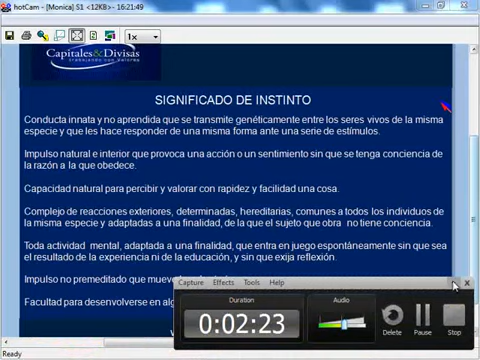 hotCam - [Monica] S1 <12KB>- 16:21:49
1x
Capitales&Divisas
trabajando con Valores
SIGNIFICADO DE INSTINTO
Conducta innata y no aprendida que se transmite genéticamente entre los seres vivos de la misma
especie y que les hace responder de una misma forma ante una serie de estímulos.
Impulso natural e interior que provoca una acción o un sentimiento sin que se tenga conciencia de
la razón a la que obedece.
Capacidad natural para percibir y valorar con rapidez y facilidad una cosa.
Complejo de reacciones exteriores, determinadas, hereditarias, comunes a todos los individuos de
la misma especie y adaptadas a una finalidad, de la que el sujeto que obra no tiene conciencia.
Toda actividad mental, adaptada a una finalidad, que entra en juego espontáneamente sin que sea
el resultado de la experiencia ni de la educación, y sin que exija reflexión.
Impulso no premeditado que mueve
Facultad para desenvolverse en
Capture Effects Tools Help
Duration
Audio
0:02:23
Delete
Pause
Stop
Ready